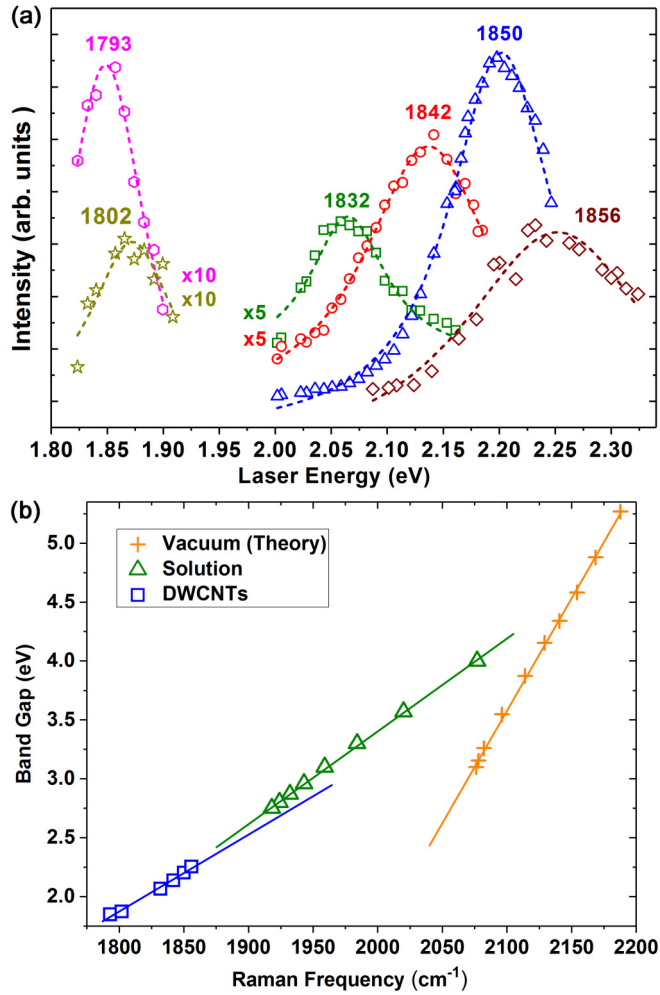 (a)
1793
1850
1842
1802
1832
1856
x10
x10
x5
x5
Intensity (arb. units)
1.80 1.85 1.90 1.95 2.00 2.05 2.10 2.15 2.20 2.25 2.30
Laser Energy (eV)
(b)
Vacuum (Theory)
Solution
DWCNTs
5.0
4.5
4.0
3.5
3.0
2.5
2.0
Band Gap (eV)
1800 1850 1900 1950 2000 2050 2100 2150 2200
Raman Frequency (cm⁻¹)